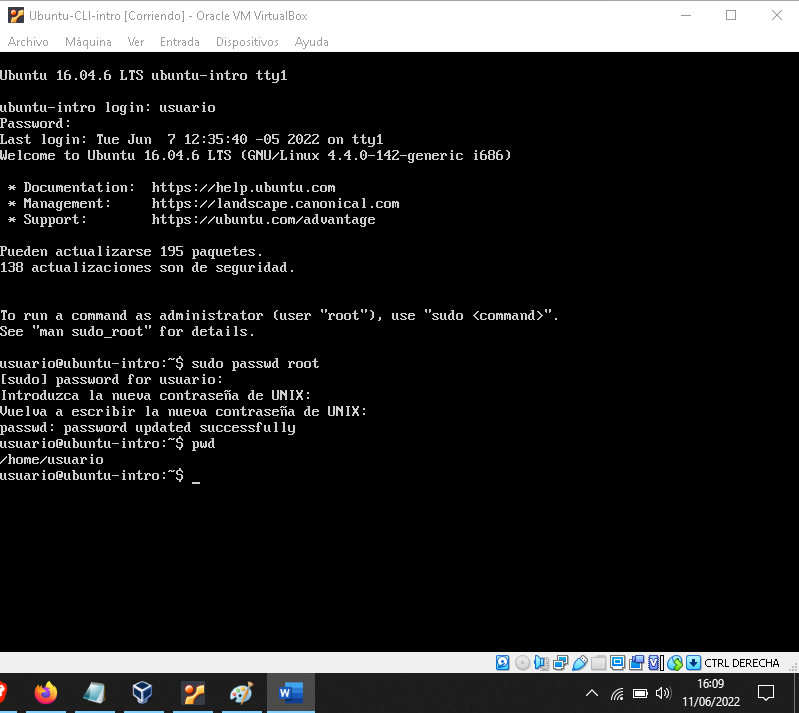 Ubuntu-CLI-intro [Corriendo] - Oracle VM VirtualBox
Archivo Máquina Ver Entrada Dispositivos Ayuda
Ubuntu 16.04.6 LTS ubuntu-intro tty1
ubuntu-intro login: usuario
Password:
Last login: Tue Jun  7 12:35:40 -05 2022 on tty1
Welcome to Ubuntu 16.04.6 LTS (GNU/Linux 4.4.0-142-generic i686)
 * Documentation:  https://help.ubuntu.com
 * Management:     https://landscape.canonical.com
 * Support:        https://ubuntu.com/advantage
Pueden actualizarse 195 paquetes.
138 actualizaciones son de seguridad.
To run a command as administrator (user "root"), use "sudo <command>".
See "man sudo_root" for details.
usuario@ubuntu-intro:~$ sudo passwd root
[sudo] password for usuario:
Introduzca la nueva contraseña de UNIX:
Vuelva a escribir la nueva contraseña de UNIX:
passwd: password updated successfully
usuario@ubuntu-intro:~$ pwd
/home/usuario
usuario@ubuntu-intro:~$ _
CTRL DERECHA
16:09
11/06/2022